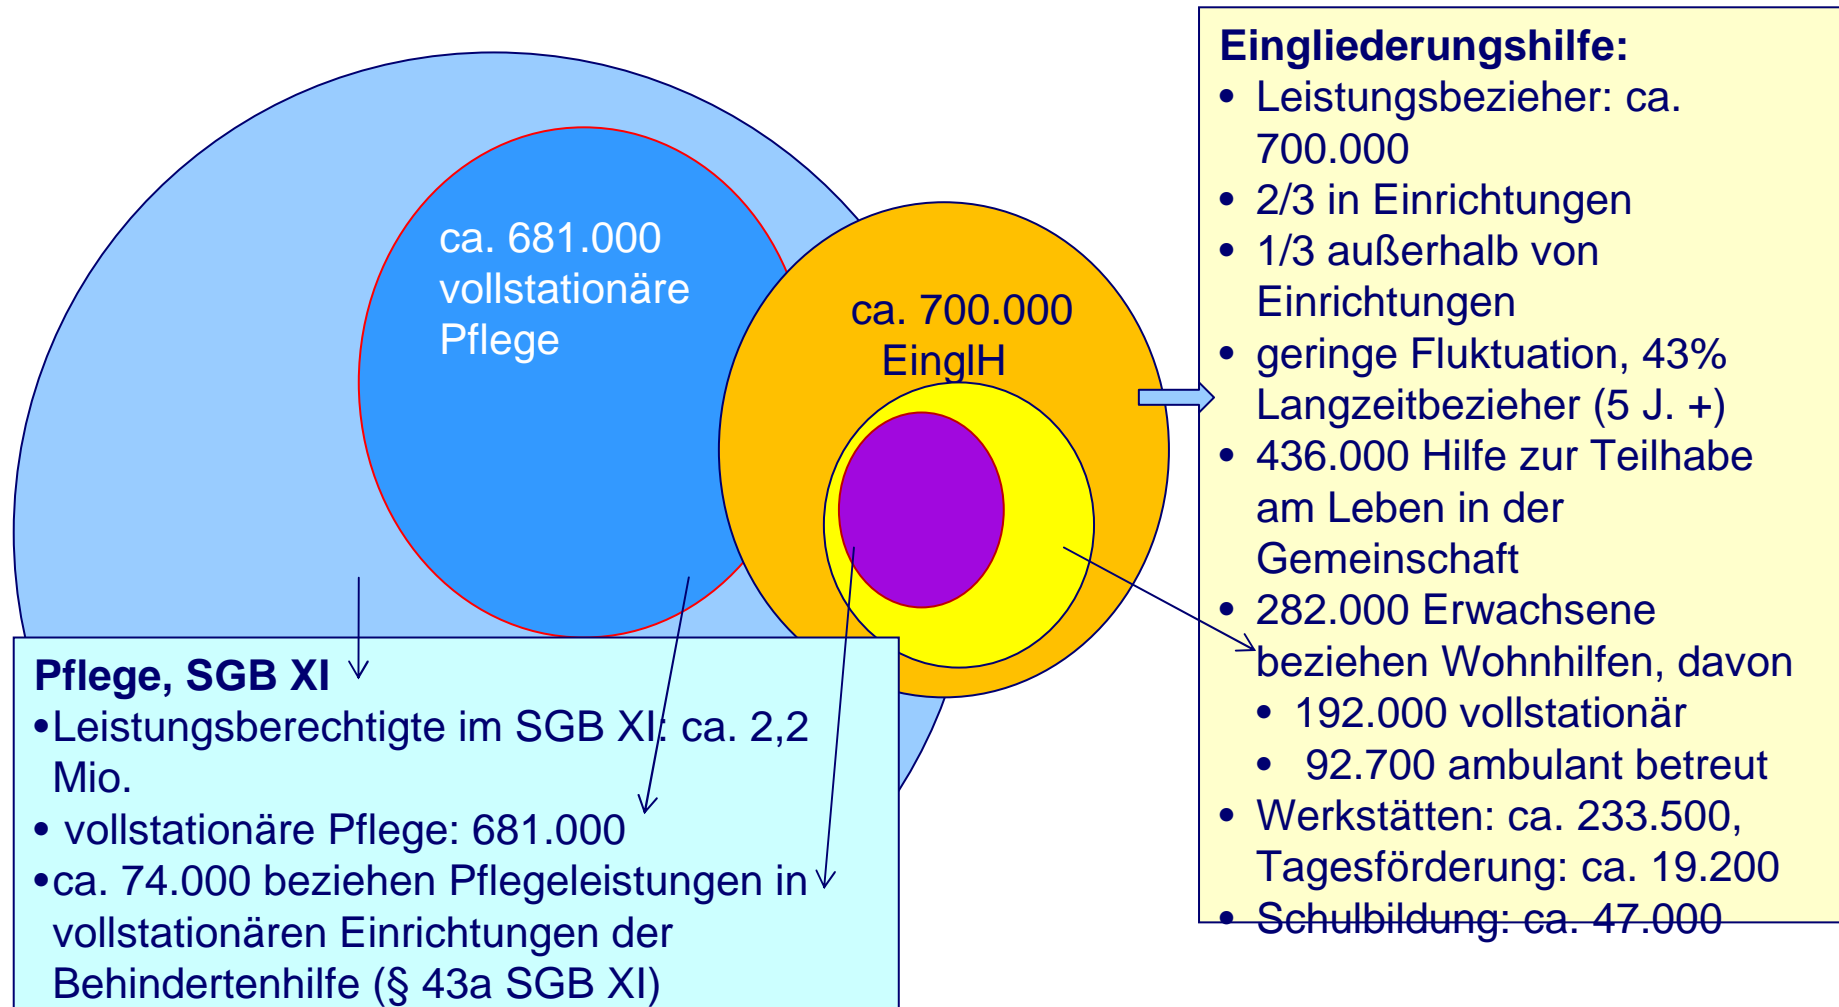 ca. 681.000
vollstationäre
Pflege
ca. 700.000
EinglH
Pflege, SGB XI
•Leistungsberechtigte im SGB XI: ca. 2,2
Mio.
• vollstationäre Pflege: 681.000
•ca. 74.000 beziehen Pflegeleistungen in
vollstationären Einrichtungen der
Behindertenhilfe (§ 43a SGB XI)
Eingliederungshilfe:
• Leistungsbezieher: ca.
700.000
• 2/3 in Einrichtungen
• 1/3 außerhalb von
Einrichtungen
• geringe Fluktuation, 43%
Langzeitbezieher (5 J. +)
• 436.000 Hilfe zur Teilhabe
am Leben in der
Gemeinschaft
• 282.000 Erwachsene
beziehen Wohnhilfen, davon
• 192.000 vollstationär
• 92.700 ambulant betreut
• Werkstätten: ca. 233.500,
Tagesförderung: ca. 19.200
• Schulbildung: ca. 47.000